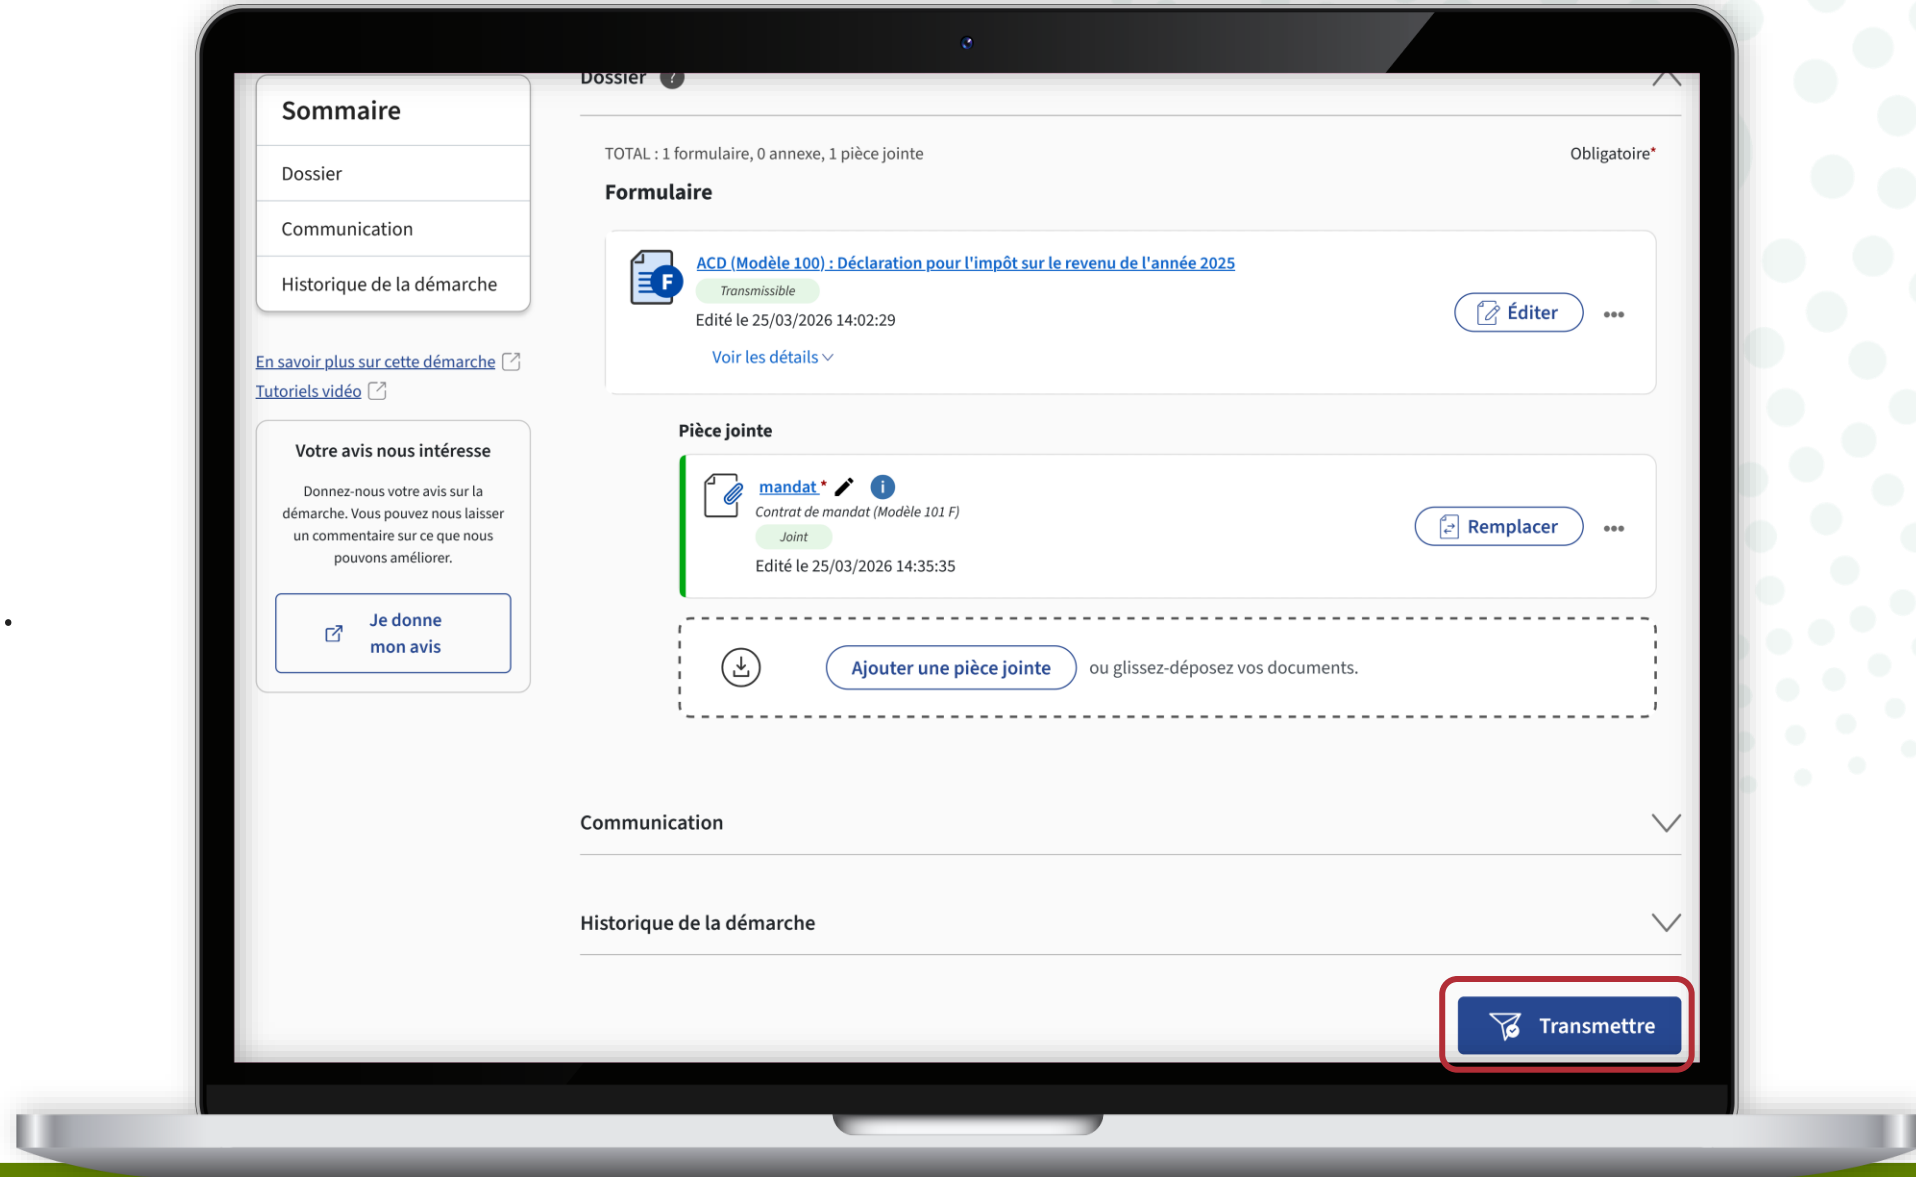 Dossier ?
Sommaire
Dossier
Communication
Historique de la démarche
En savoir plus sur cette démarche
Tutoriels vidéo
Votre avis nous intéresse
Donnez-nous votre avis sur la
démarche. Vous pouvez nous laisser
un commentaire sur ce que nous
pouvons améliorer.
Je donne
mon avis
TOTAL : 1 formulaire, 0 annexe, 1 pièce jointe
Obligatoire*
Formulaire
F
ACD (Modèle 100) : Déclaration pour l'impôt sur le revenu de l'année 2025
Transmissible
Edité le 25/03/2026 14:02:29
Voir les détails
Éditer
Pièce jointe
mandat * i
Contrat de mandat (Modèle 101 F)
Joint
Edité le 25/03/2026 14:35:35
Remplacer
Ajouter une pièce jointe ou glissez-déposez vos documents.
Communication
Historique de la démarche
Transmettre